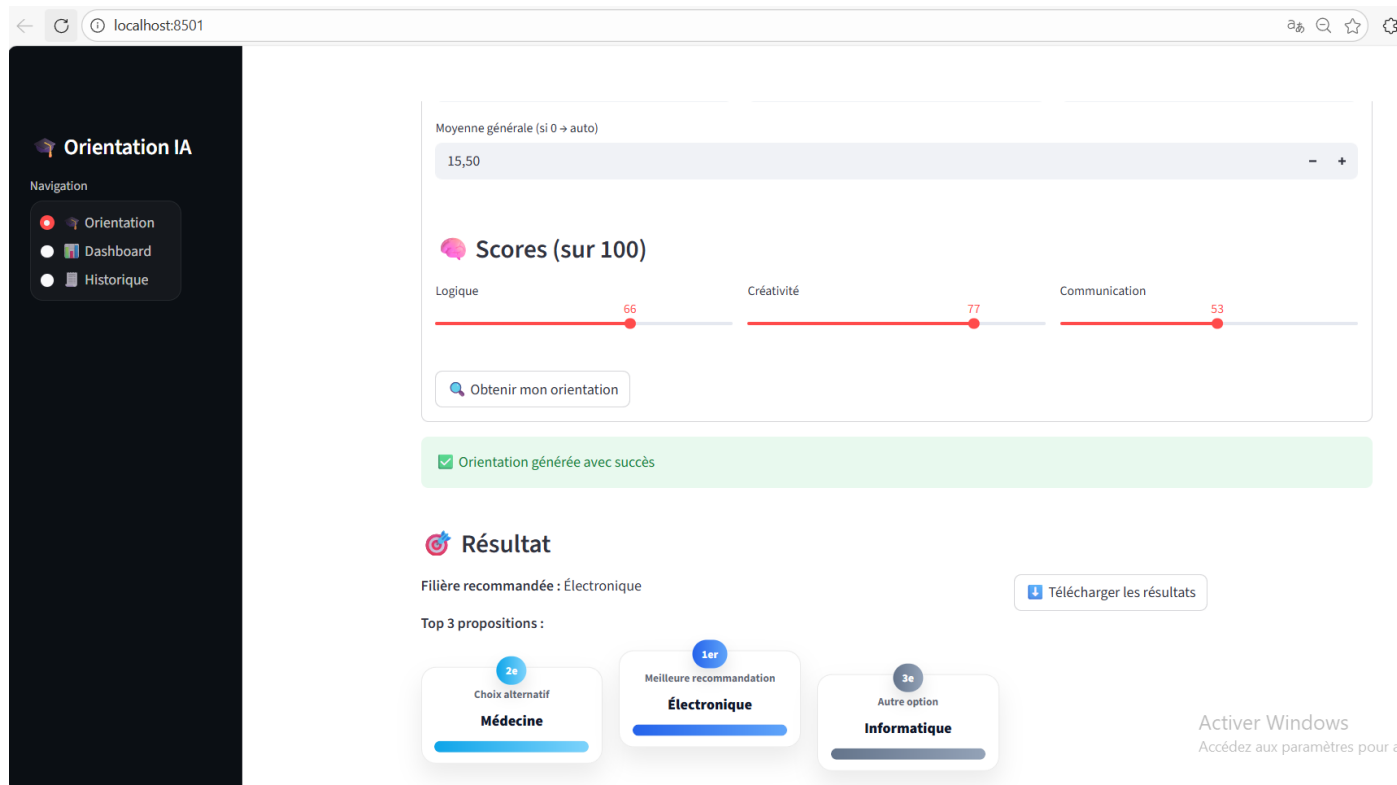 localhost:8501
Orientation IA
Navigation
Orientation
Dashboard
Historique
Moyenne générale (si 0 → auto)
15,50
Scores (sur 100)
Logique
Créativité
Communication
66
77
53
Obtenir mon orientation
Orientation générée avec succès
Résultat
Filière recommandée : Électronique
Télécharger les résultats
Top 3 propositions :
2e
Choix alternatif
Médecine
1er
Meilleure recommandation
Électronique
3e
Autre option
Informatique
Activer Windows
Accédez aux paramètres pour a